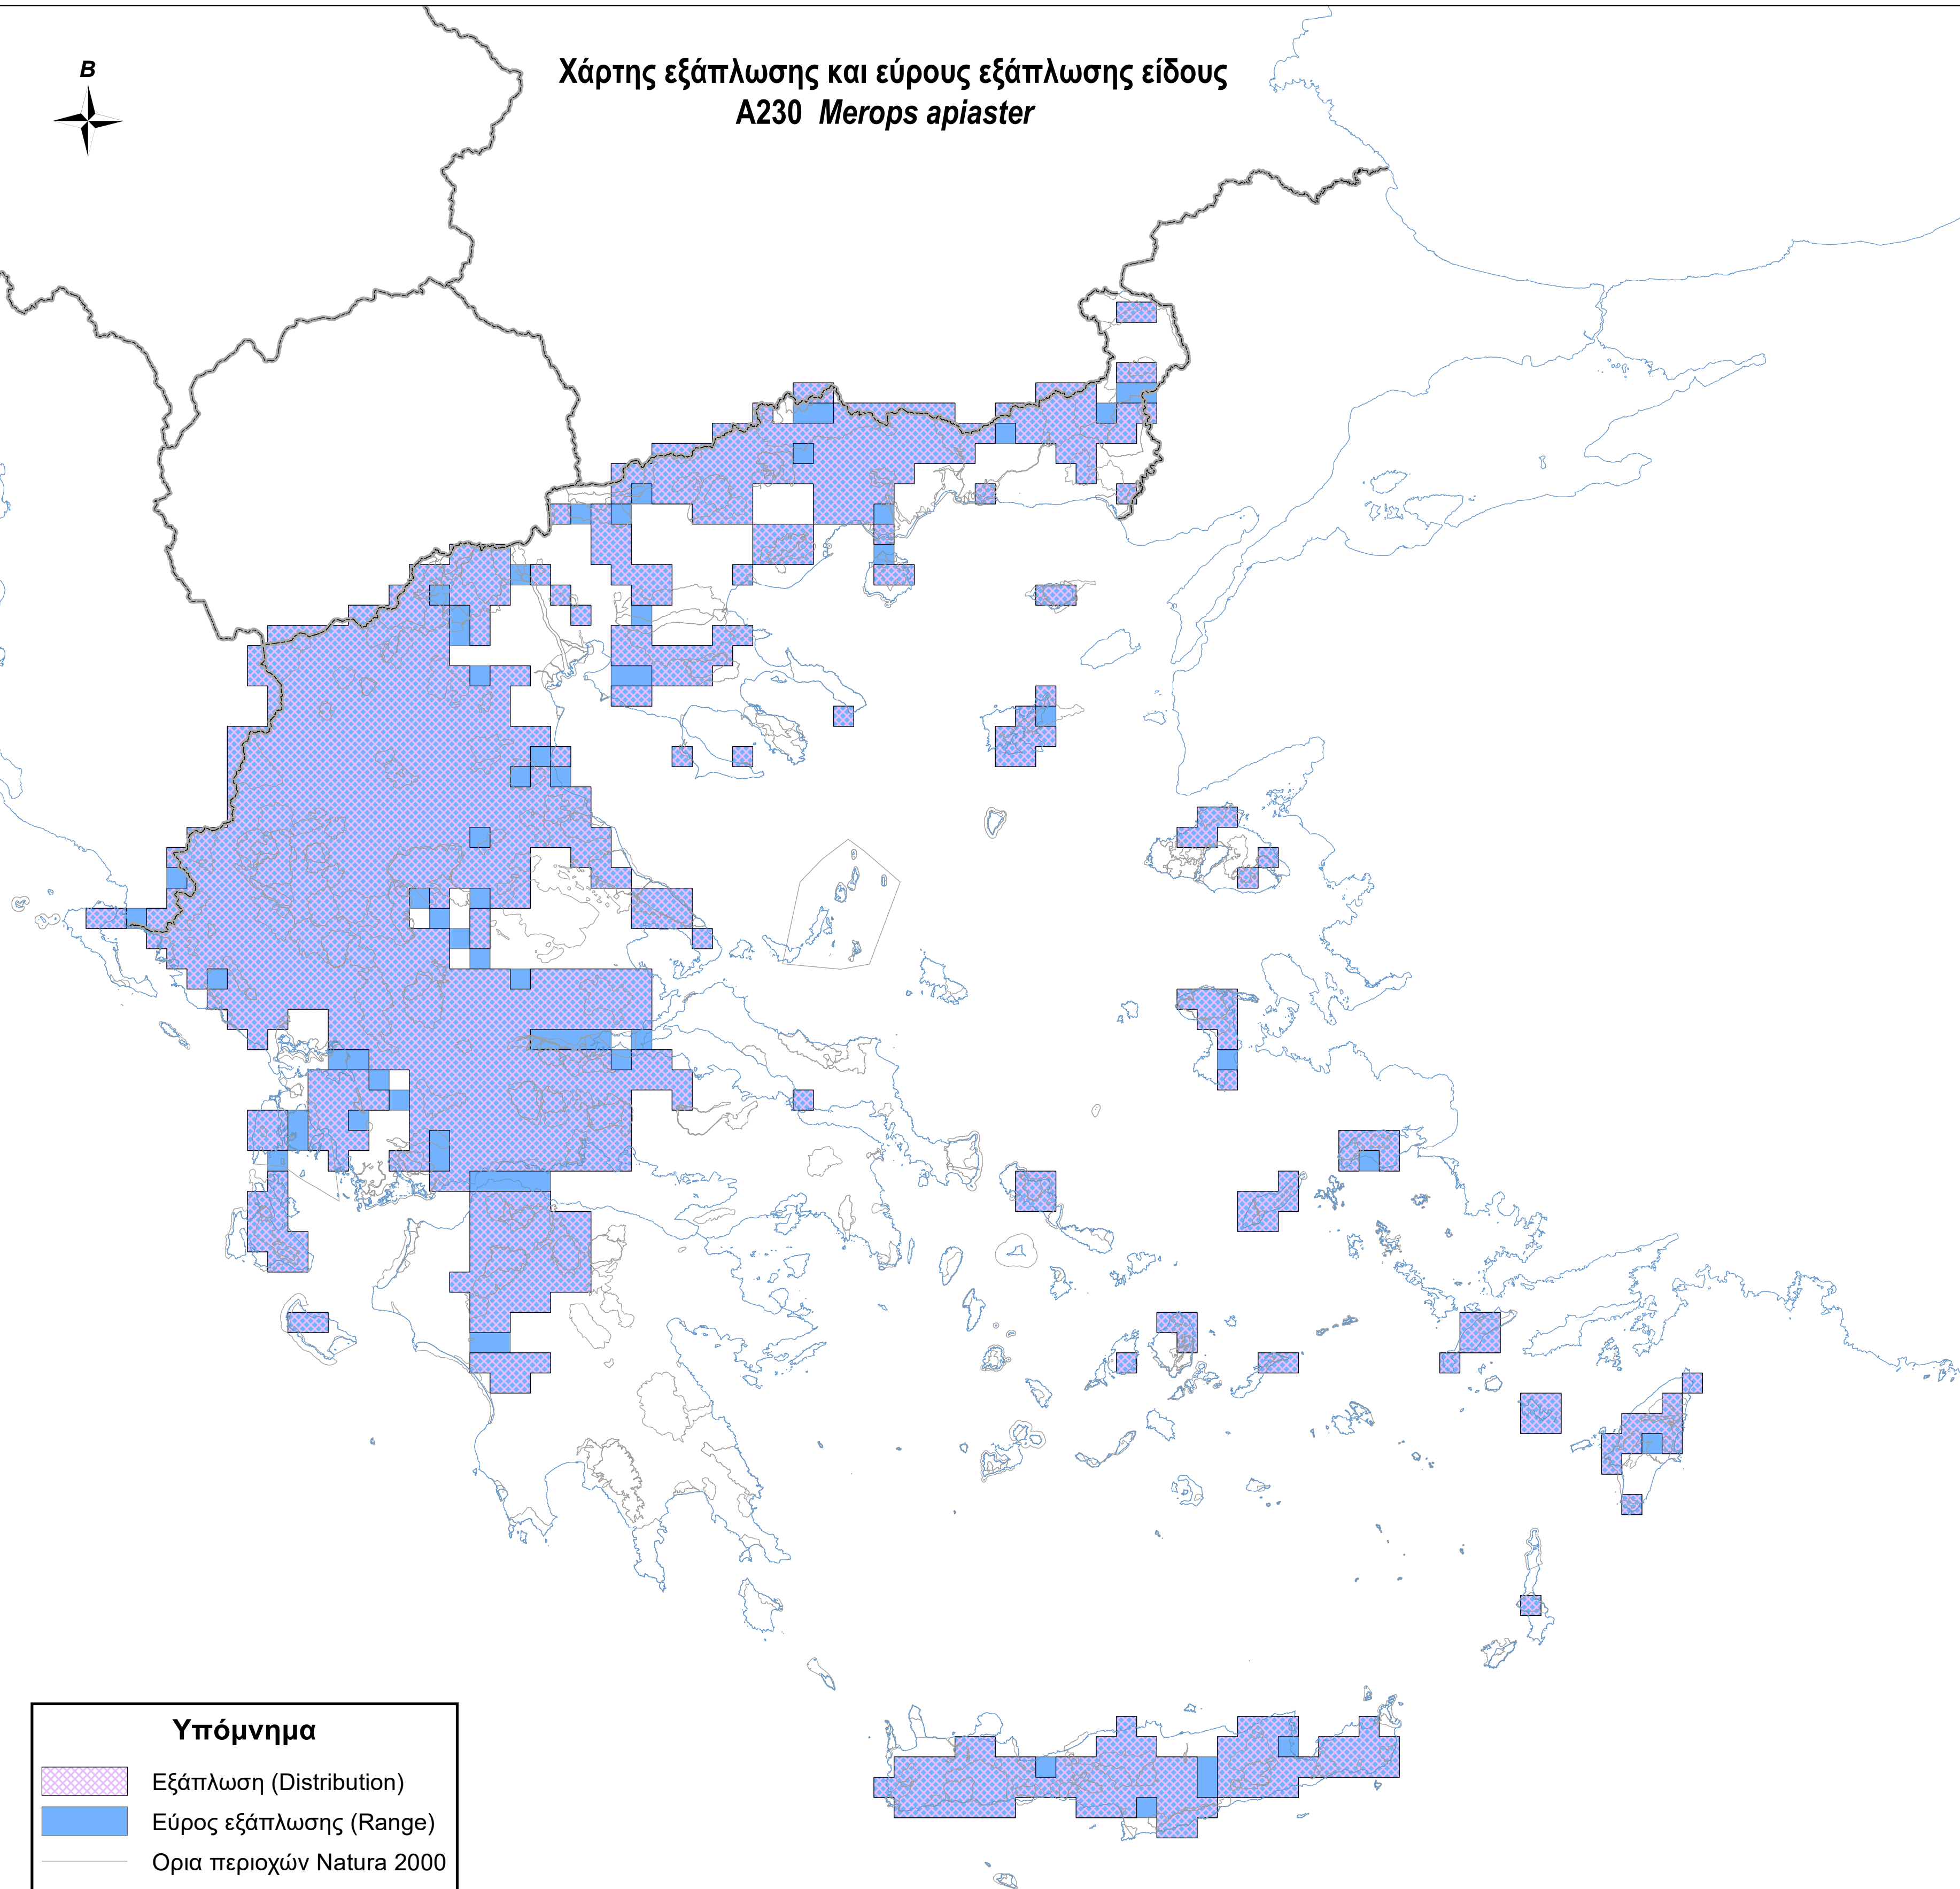 B
Χάρτης εξάπλωσης και εύρους εξάπλωσης είδους
A230 Merops apiaster
Υπόμνημα
Εξάπλωση (Distribution)
Εύρος εξάπλωσης (Range)
Ορια περιοχών Natura 2000